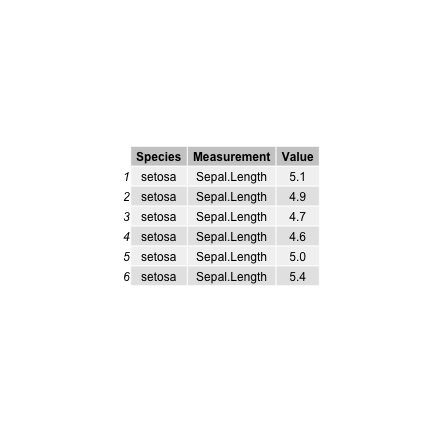 Species Measurement Value
1 setosa Sepal.Length 5.1
2 setosa Sepal.Length 4.9
3 setosa Sepal.Length 4.7
4 setosa Sepal.Length 4.6
5 setosa Sepal.Length 5.0
6 setosa Sepal.Length 5.4